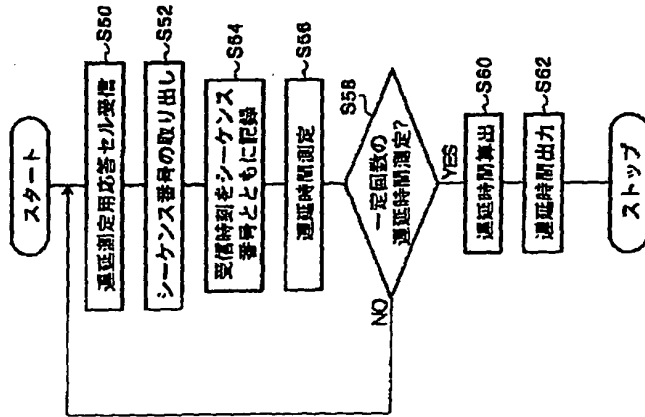 スタート
遅延測定用応答セル受信
S50
シーケンス番号の取り出し
S52
受信時刻をシーケンス
番号とともに記録
S54
遅延時間測定
S56
一定回数の
遅延時間測定?
S58
NO
YES
遅延時間算出
S60
遅延時間出力
S62
ストップ